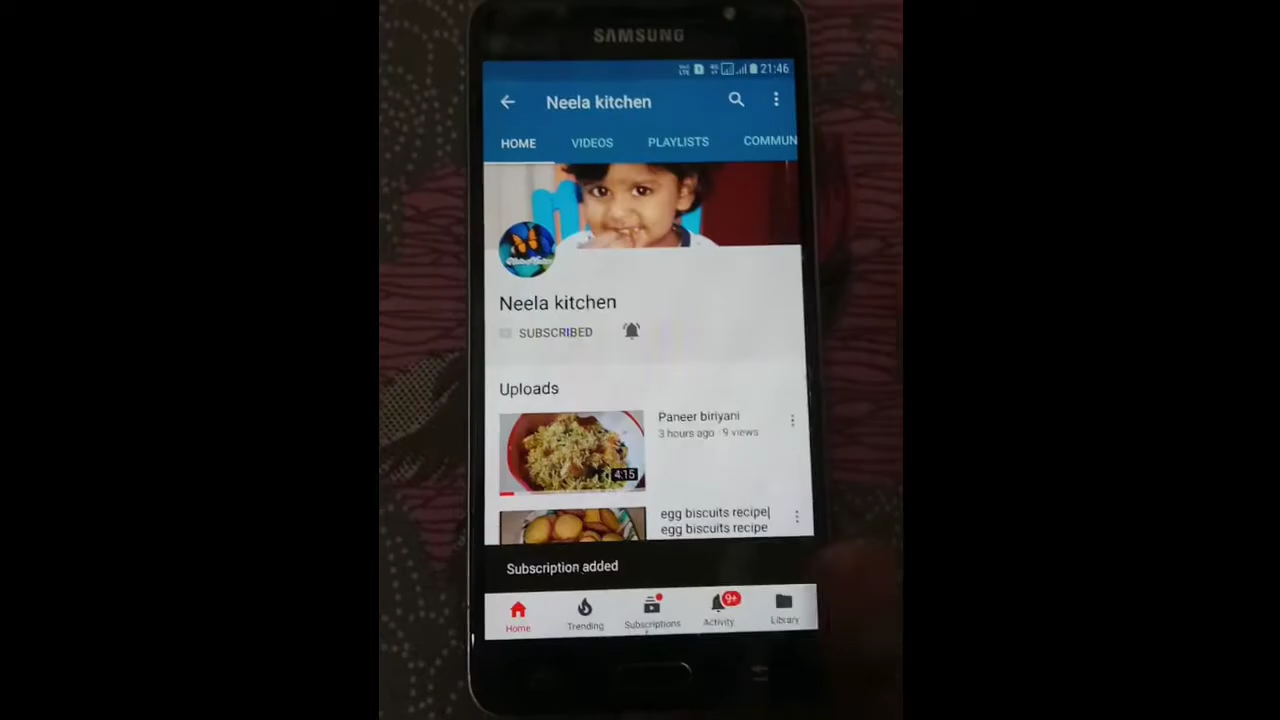 SAMSUNG
21:46
Neela kitchen
HOME VIDEOS PLAYLISTS COMMUN
Neela kitchen
SUBSCRIBED
Uploads
Paneer biriyani
3 hours ago · 9 views
4:15
egg biscuits recipe|
egg biscuits recipe
Subscription added
9+
Home Trending Subscriptions Activity Library